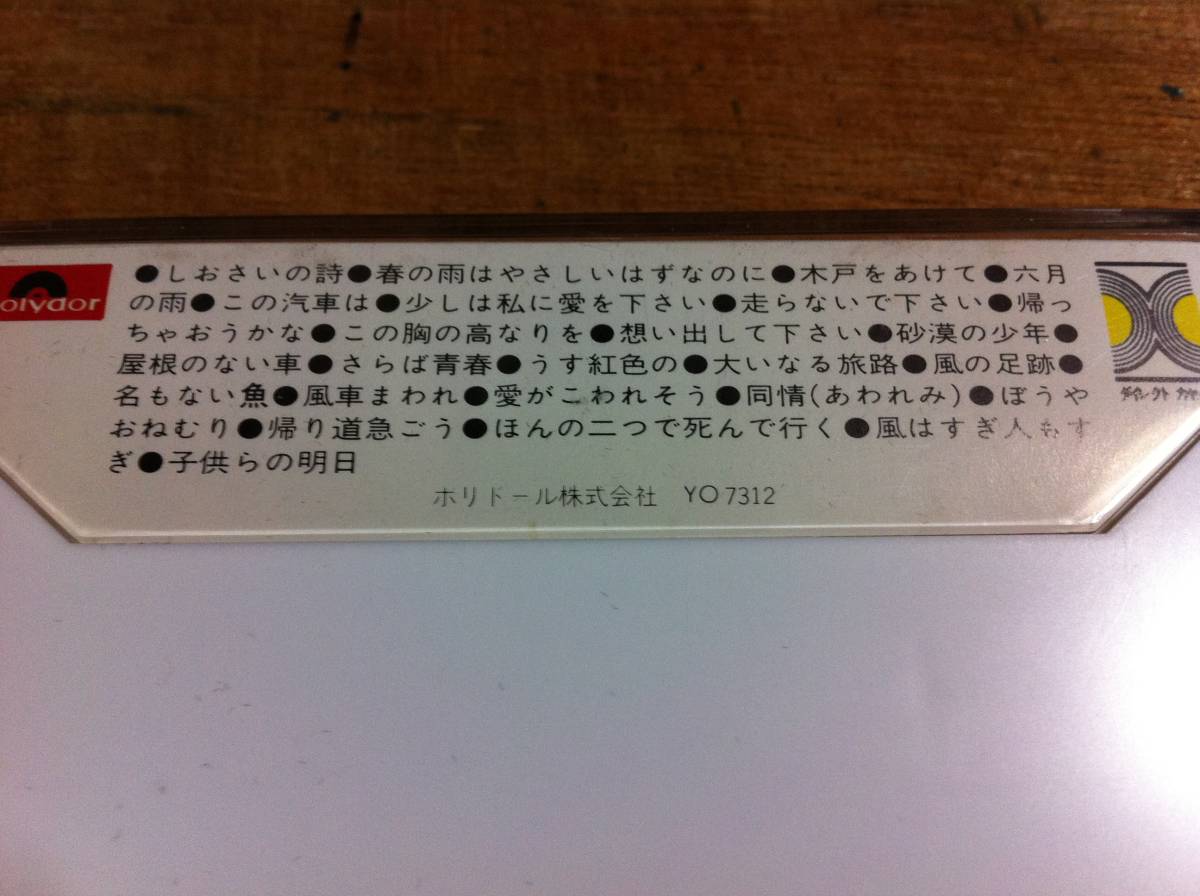 olydor
●しおさいの詩●春の雨はやさしいはずなのに●木戸をあけて●六月
の雨●この汽車は●少しは私に愛を下さい●走らないで下さい●帰っ
ちゃおうかな●この胸の高なりを●想い出して下さい●砂漠の少年●
屋根のない車●さらば青春●うす紅色の●大いなる旅路●風の足跡●
名もない魚●風車まわれ●愛がこわれそう●同情(あわれみ)●ぼうや
おねむり●帰り道急ごう●ほんの二つで死んで行く●風はすぎ人もす
ぎ●子供らの明日
ポリドール株式会社 YO 7312